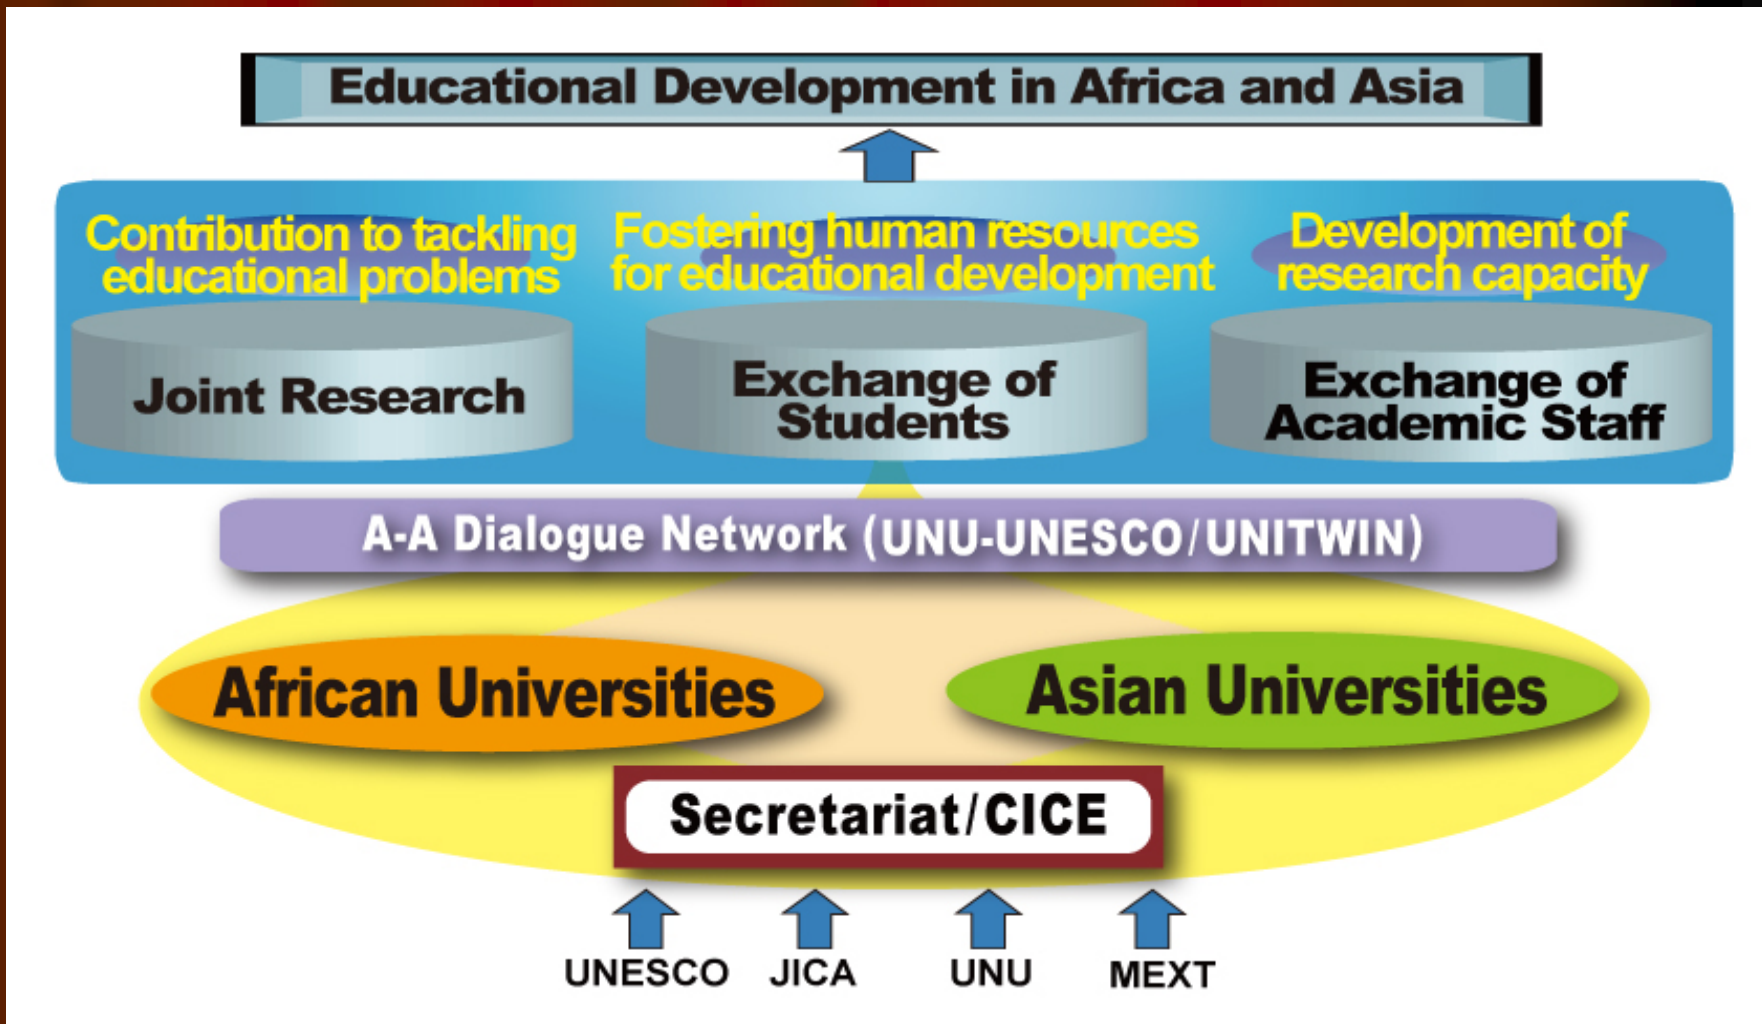 Educational Development in Africa and Asia
Contribution to tackling
educational problems
Fostering human resources
for educational development
Development of
research capacity
Joint Research
Exchange of
Students
Exchange of
Academic Staff
A-A Dialogue Network (UNU-UNESCO/UNITWIN)
African Universities
Asian Universities
Secretariat/CICE
UNESCO
JICA
UNU
MEXT